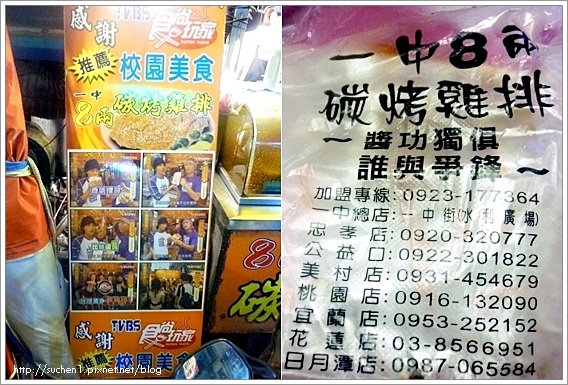 感謝 TVBS 食尚玩家
SUPER TASTE
推薦 校園美食
一中
8兩 碳烤雞排
感謝 TVBS 食尚玩家
推薦 校園美食
8
碳
一中8兩
碳烤雞排
~醬功獨俱
誰與爭鋒~
加盟專線:0923-177364
一中總店:一中街(水利廣場)
忠孝店:0920-320777
公益口:0922-301822
美村店:0931-454679
桃園店:0916-132090
宜蘭店:0953-252152
花蓮店:03-8566951
日月潭店:0987-065584
http://suchen1.pixnet.net/blog